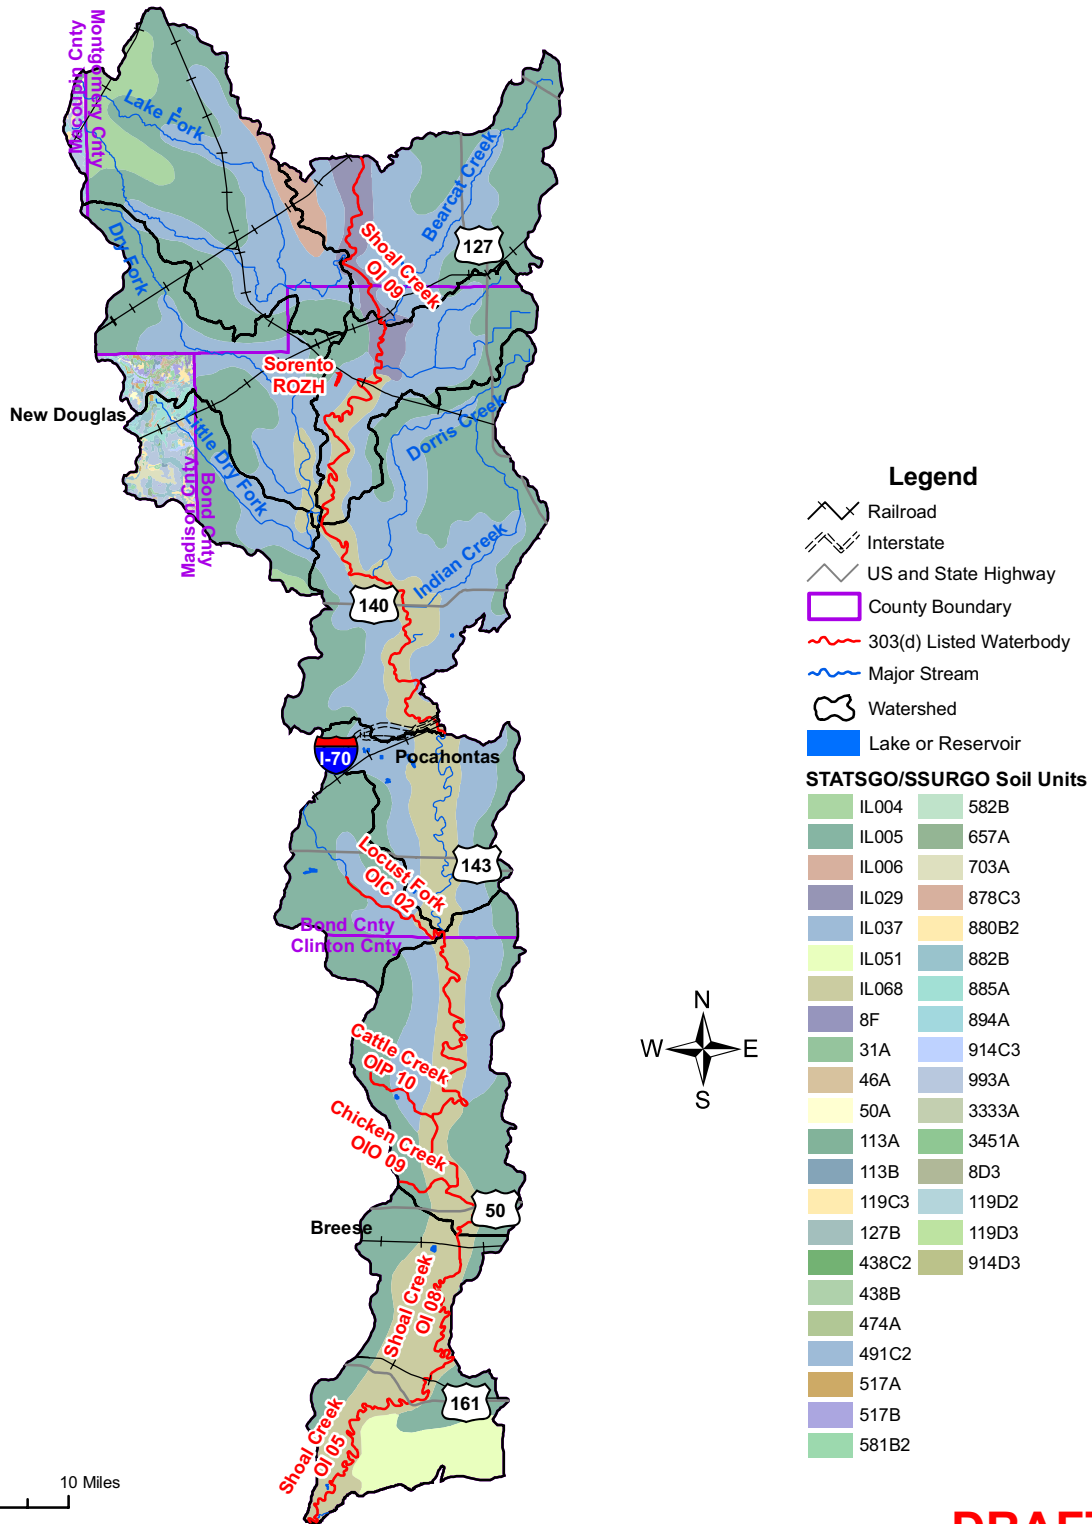 Macoupin Cnty
Montgomery Cnty
Lake Fork
Bearcat Creek
127
Dry Fork
Shoal Creek
OI 09
Sorento
ROZH
New Douglas
Little Dry Fork
Dorris Creek
Madison Cnty
Bond Cnty
Indian Creek
140
I-70
Pocahontas
Locust Fork
OIC 02
143
Bond Cnty
Clinton Cnty
Cattle Creek
OIP 10
Chicken Creek
OIO 09
50
Breese
Shoal Creek
OI 08
161
Shoal Creek
OI 05
10 Miles
N
W
E
S
Legend
Railroad
Interstate
US and State Highway
County Boundary
303(d) Listed Waterbody
Major Stream
Watershed
Lake or Reservoir
STATSGO/SSURGO Soil Units
IL004
IL005
IL006
IL029
IL037
IL051
IL068
8F
31A
46A
50A
113A
113B
119C3
127B
438C2
438B
474A
491C2
517A
517B
581B2
582B
657A
703A
878C3
880B2
882B
885A
894A
914C3
993A
3333A
3451A
8D3
119D2
119D3
914D3
DRAFT